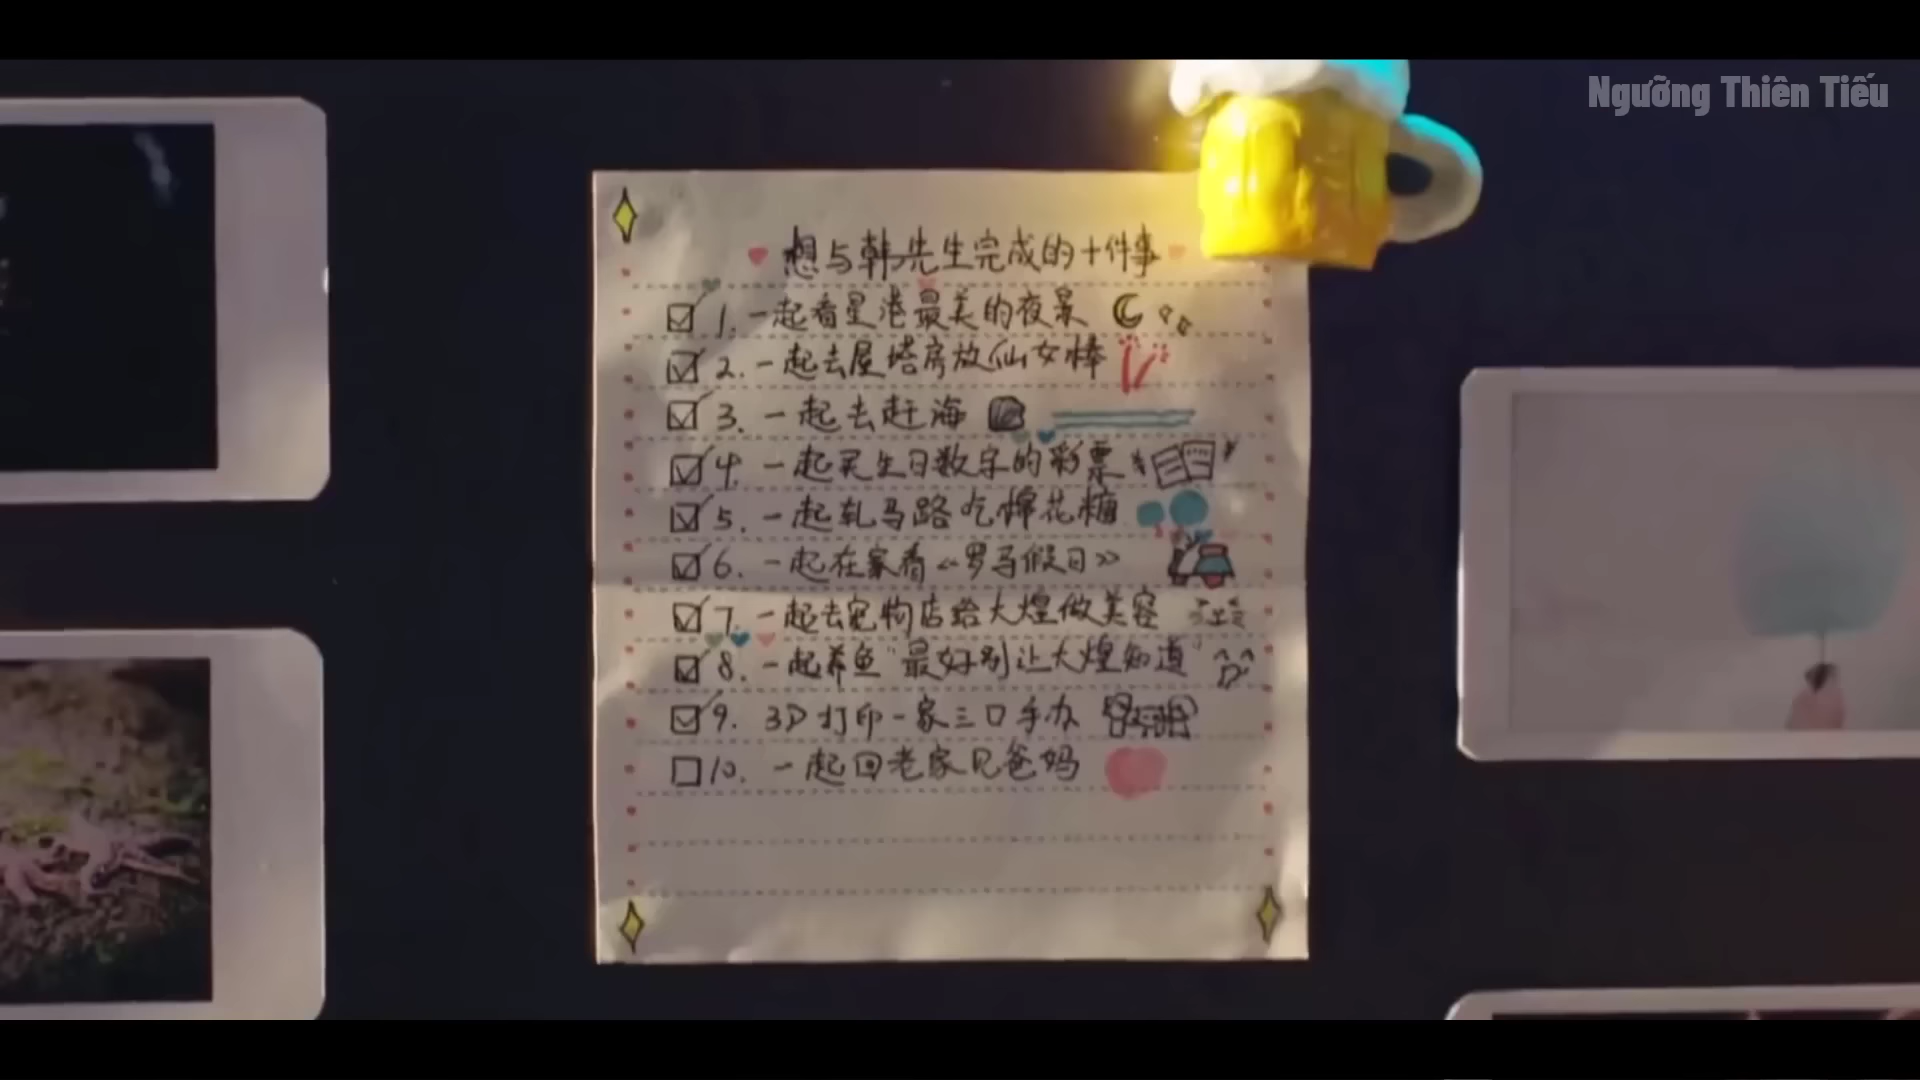 Ngưỡng Thiên Tiếu
想与韩先生完成的十件事
1. 一起看星港最美的夜景
2. 一起去屋塔房放仙女棒
3. 一起去赶海
4. 一起买生日数字的彩票
5. 一起轧马路吃棉花糖
6. 一起在家看《罗马假日》
7. 一起去宠物店给大煌做美容
8. 一起养鱼"最好别让大煌知道"
9. 3D打印一家三口手办
10. 一起回老家见爸妈